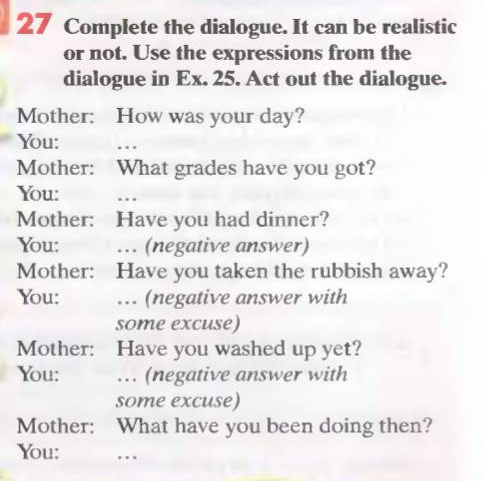 27 Complete the dialogue. It can be realistic
or not. Use the expressions from the
dialogue in Ex. 25. Act out the dialogue.
Mother: How was your day?
You: ...
Mother: What grades have you got?
You: ...
Mother: Have you had dinner?
You: ... (negative answer)
Mother: Have you taken the rubbish away?
You: ... (negative answer with
some excuse)
Mother: Have you washed up yet?
You: ... (negative answer with
some excuse)
Mother: What have you been doing then?
You: ...